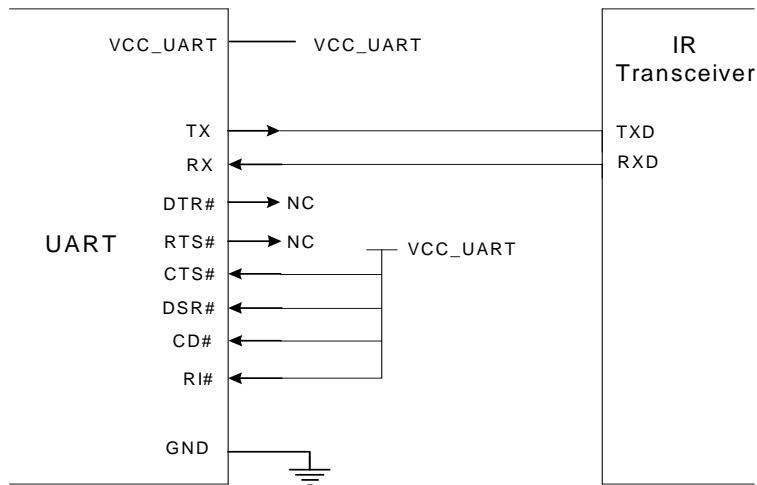 VCC_UART
VCC_UART
IR
Transceiver
TX
TXD
RX
RXD
DTR#
NC
UART
RTS#
NC
VCC_UART
CTS#
DSR#
CD#
RI#
GND